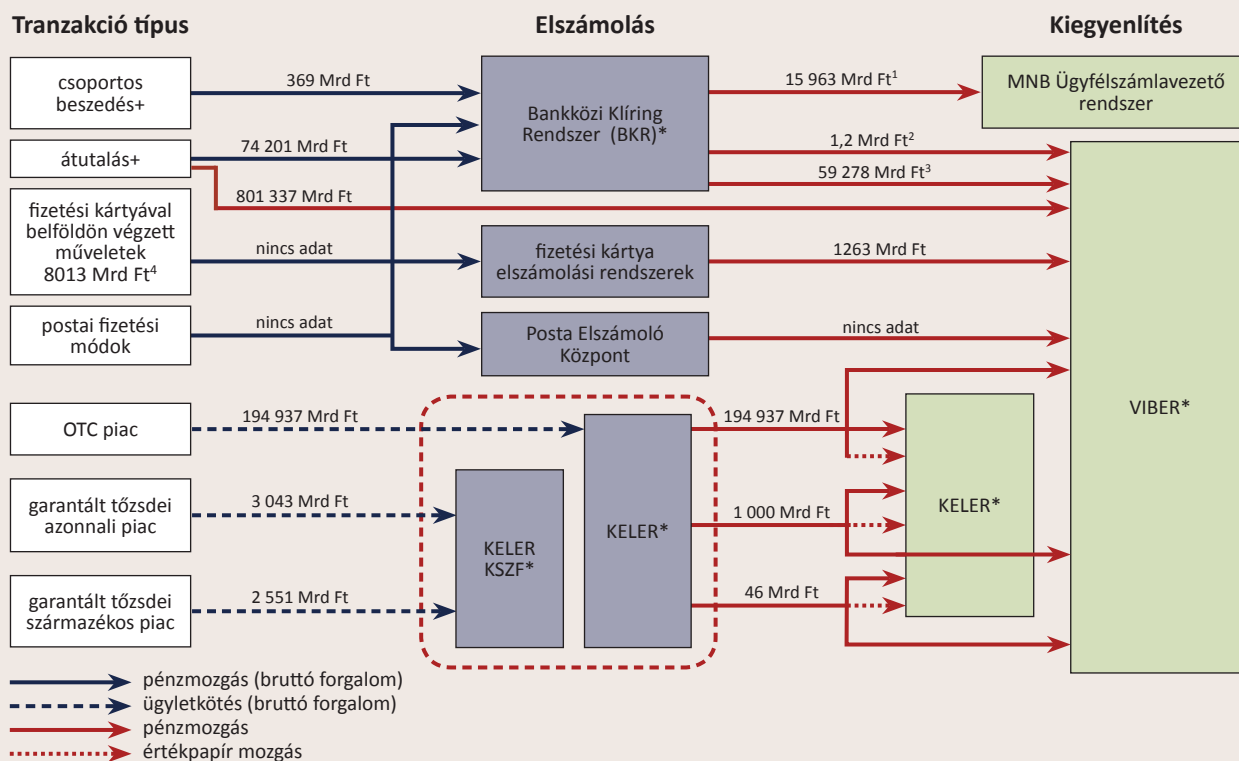 Tranzakció típus
Elszámolás
Kiegyenlítés
csoportos
beszedés+
369 Mrd Ft
Bankközi Klíring
Rendszer (BKR)*
15 963 Mrd Ft¹
MNB Ügyfélszámlavezető
rendszer
átutalás+
74 201 Mrd Ft
801 337 Mrd Ft
1,2 Mrd Ft²
59 278 Mrd Ft³
fizetési kártyával
belföldön végzett
műveletek
8013 Mrd Ft⁴
nincs adat
fizetési kártya
elszámolási rendszerek
1263 Mrd Ft
postai fizetési
módok
nincs adat
Posta Elszámoló
Központ
nincs adat
VIBER*
OTC piac
194 937 Mrd Ft
194 937 Mrd Ft
garantált tőzsdei
azonnali piac
3 043 Mrd Ft
KELER
KSZF*
KELER*
1 000 Mrd Ft
KELER*
garantált tőzsdei
származékos piac
2 551 Mrd Ft
46 Mrd Ft
pénzmozgás (bruttó forgalom)
ügyletkötés (bruttó forgalom)
pénzmozgás
értékpapír mozgás